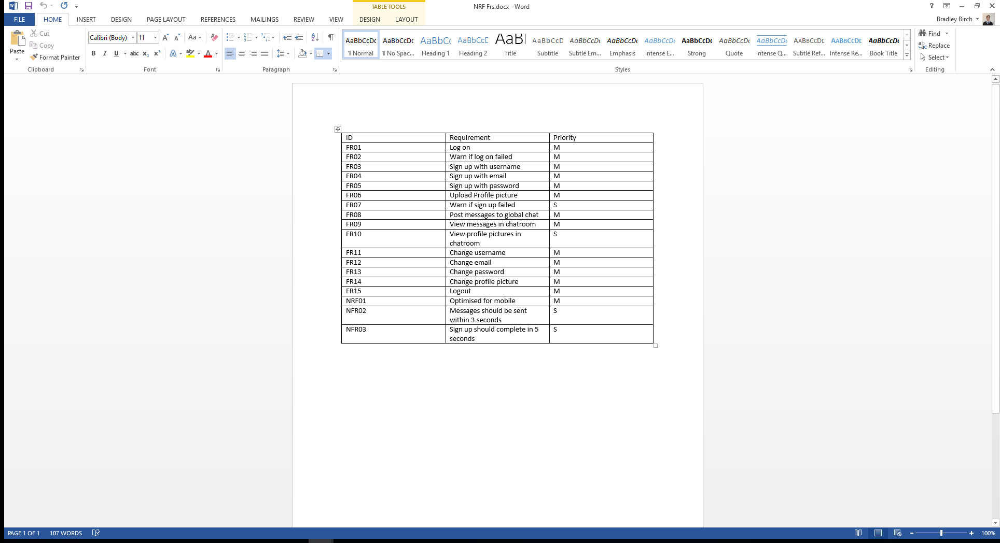 NRF Frs.docx - Word
TABLE TOOLS
FILE HOME INSERT DESIGN PAGE LAYOUT REFERENCES MAILINGS REVIEW VIEW DESIGN LAYOUT
Bradley Birch
Paste
Cut
Copy
Format Painter
Clipboard
Calibri (Body) 11
Font
Paragraph
AaBbCcDc AaBbCcDc AaBbC( AaBbCcE AaBl AaBbCcD AaBbCcDc AaBbCcDc AaBbCcDc AaBbCcDc AaBbCcDc AaBbCcDc AABBCCDE AABBCCDE AaBbCcDc
¶ Normal ¶ No Spac... Heading 1 Heading 2 Title Subtitle Subtle Em... Emphasis Intense E... Strong Quote Intense Q... Subtle Ref... Intense Re... Book Title
Styles
Find
Replace
Select
Editing
ID Requirement Priority
FR01 Log on M
FR02 Warn if log on failed M
FR03 Sign up with username M
FR04 Sign up with email M
FR05 Sign up with password M
FR06 Upload Profile picture M
FR07 Warn if sign up failed S
FR08 Post messages to global chat M
FR09 View messages in chatroom M
FR10 View profile pictures in S
chatroom
FR11 Change username M
FR12 Change email M
FR13 Change password M
FR14 Change profile picture M
FR15 Logout M
NRF01 Optimised for mobile M
NFR02 Messages should be sent S
within 3 seconds
NFR03 Sign up should complete in 5 S
seconds
PAGE 1 OF 1 107 WORDS 100%